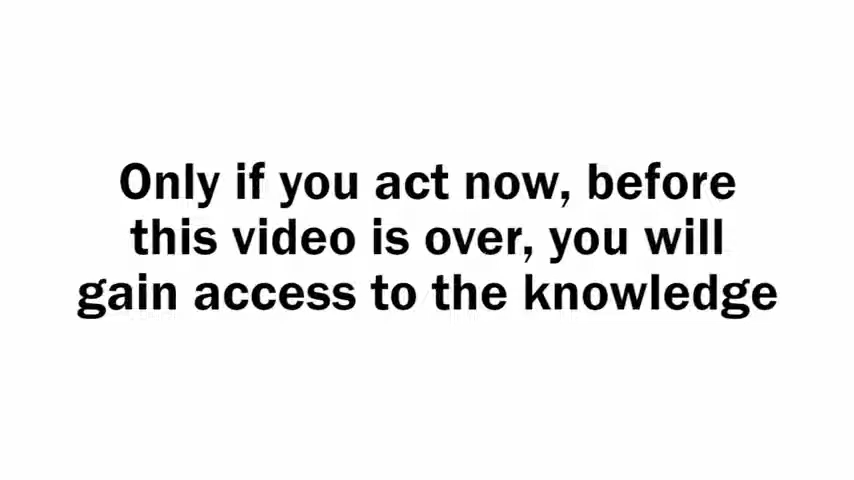 Only if you act now, before
this video is over, you will
gain access to the knowledge